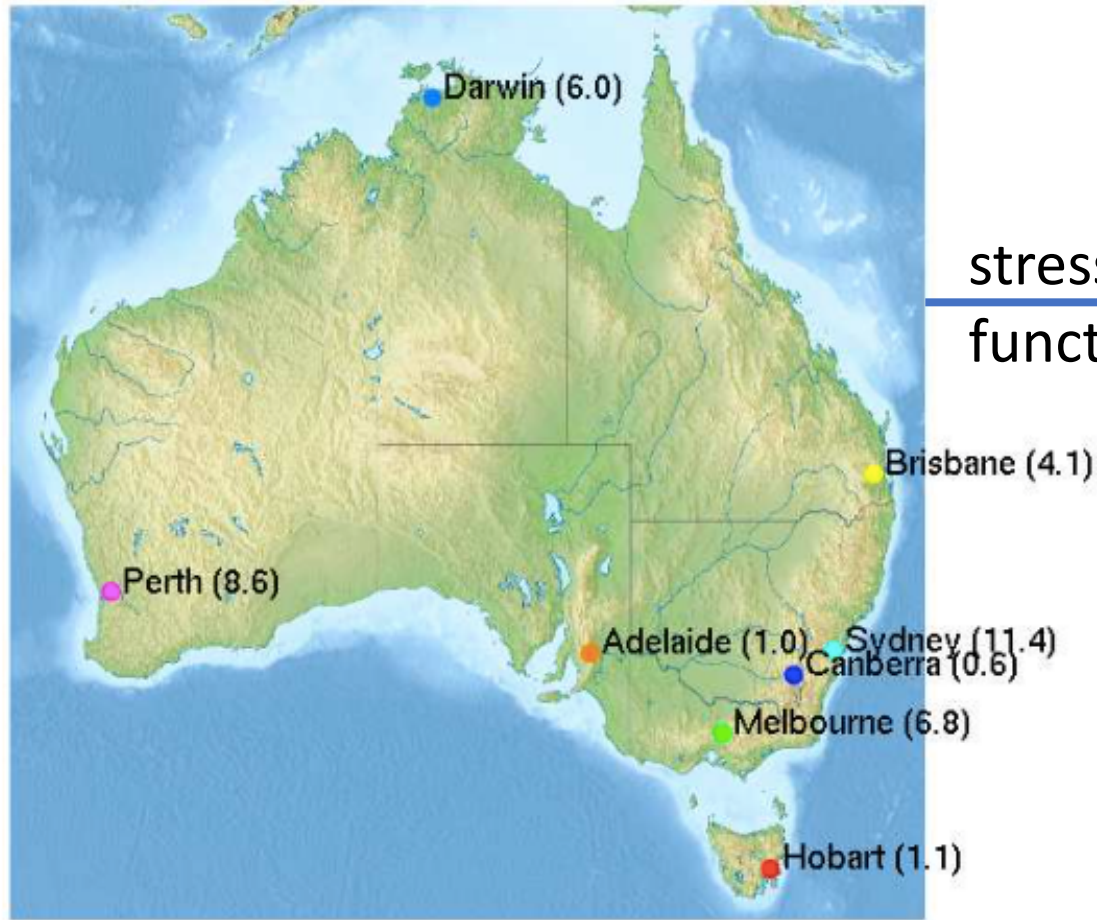 Darwin (6.0)
stress
funct
Brisbane (4.1)
Perth (8.6)
Adelaide (1.0)
Sydney (11.4)
Canberra (0.6)
Melbourne (6.8)
Hobart (1.1)